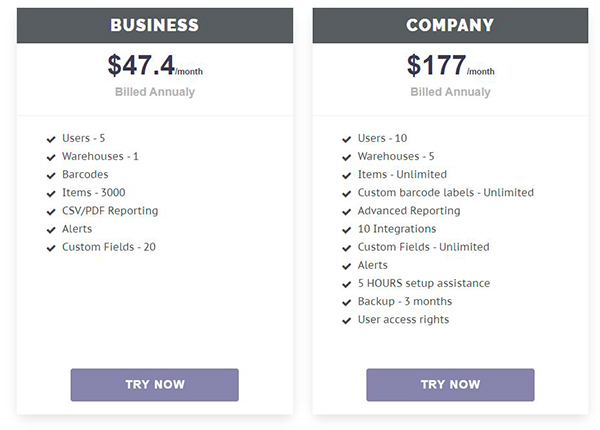 BUSINESS
$47.4/month
Billed Annualy
Users - 5
Warehouses - 1
Barcodes
Items - 3000
CSV/PDF Reporting
Alerts
Custom Fields - 20
TRY NOW
COMPANY
$177/month
Billed Annualy
Users - 10
Warehouses - 5
Items - Unlimited
Custom barcode labels - Unlimited
Advanced Reporting
10 Integrations
Custom Fields - Unlimited
Alerts
5 HOURS setup assistance
Backup - 3 months
User access rights
TRY NOW